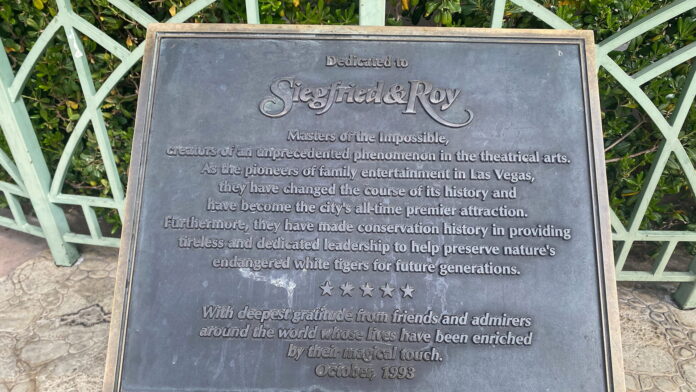 Dedicated to
Siegfried & Roy
Masters of the Impossible,
creators of an unprecedented phenomenon in the theatrical arts.
As the pioneers of family entertainment in Las Vegas,
they have changed the course of its history and
have become the city's all-time premier attraction.
Furthermore, they have made conservation history in providing
tireless and dedicated leadership to help preserve nature's
endangered white tigers for future generations.
With deepest gratitude from friends and admirers
around the world whose lives have been enriched
by their magical touch.
October, 1993